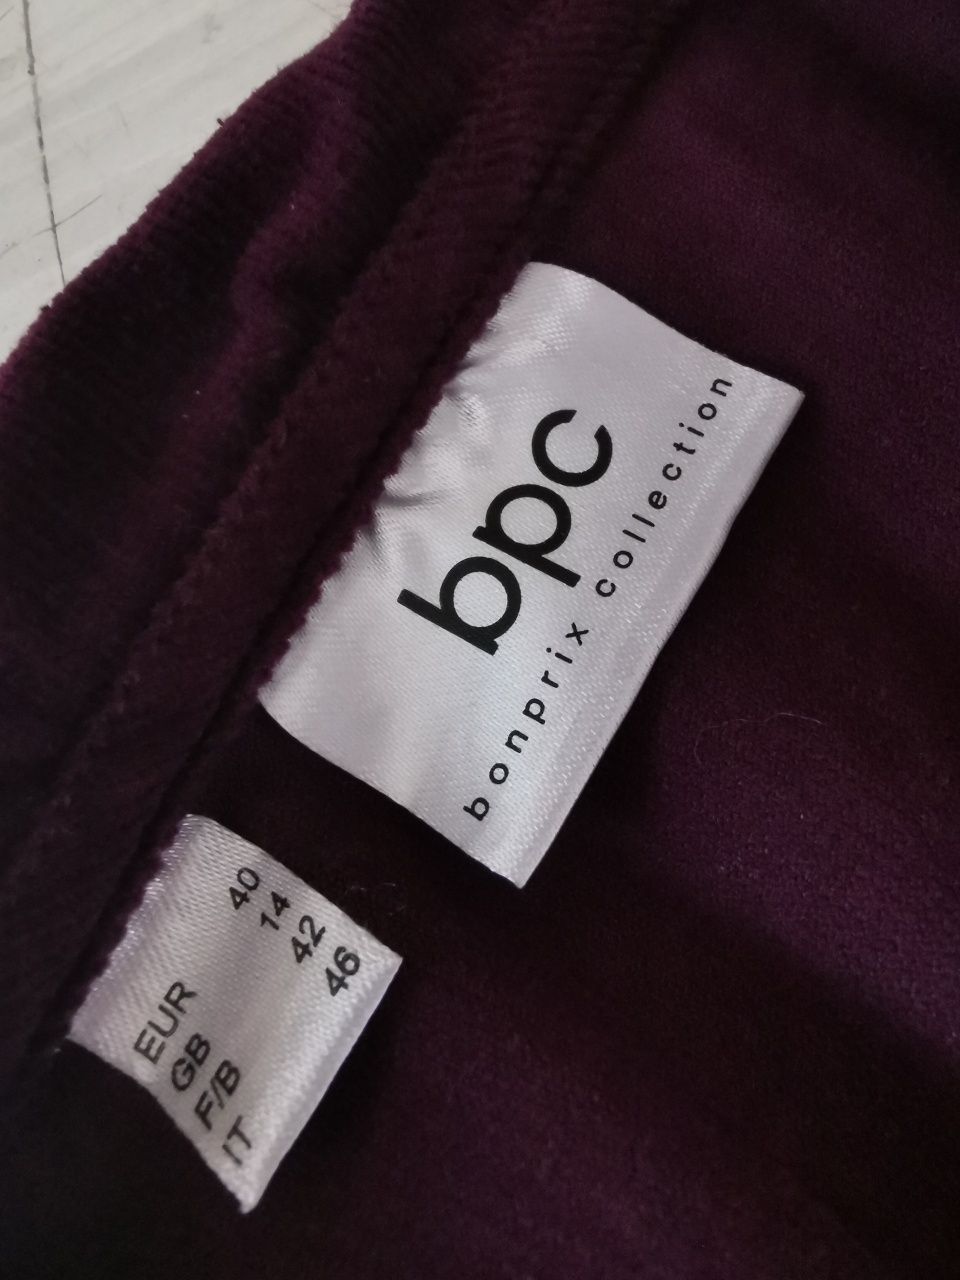 bpc
bonprix collection
EUR 40
GB 14
F/B 42
IT 46